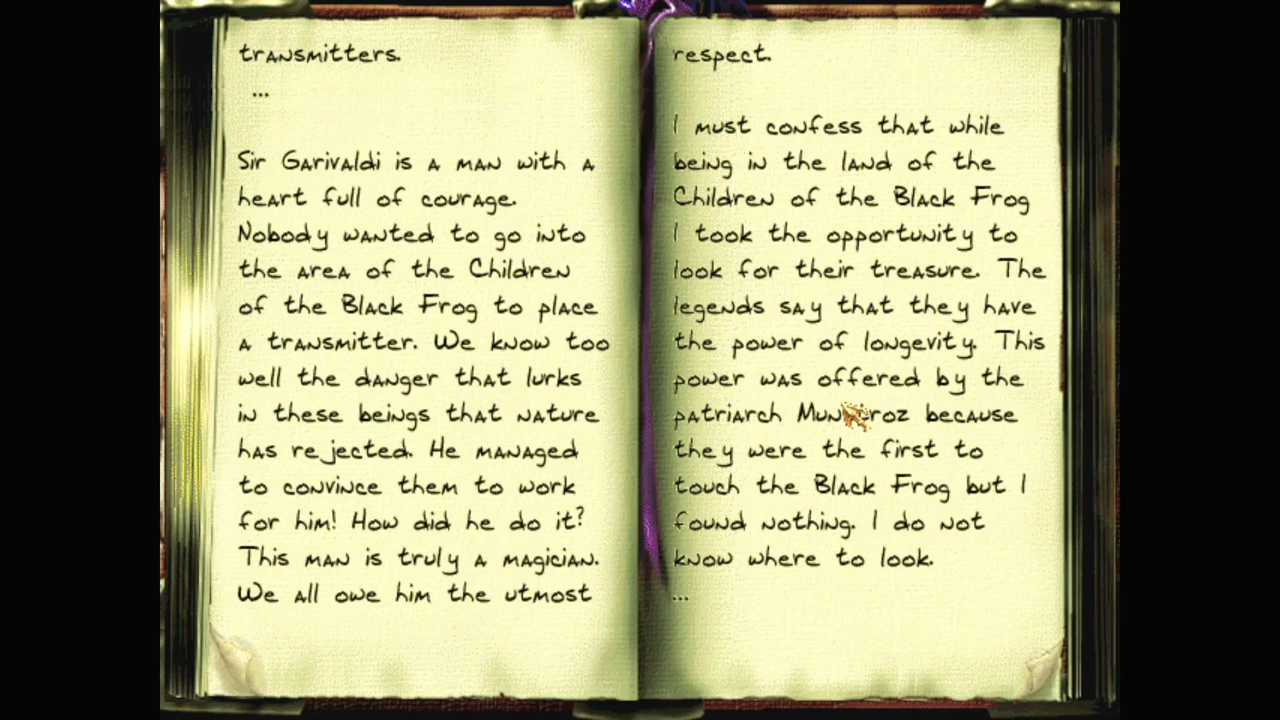 transmitters.
...
Sir Garivaldi is a man with a
heart full of courage.
Nobody wanted to go into
the area of the Children
of the Black Frog to place
a transmitter. We know too
well the danger that lurks
in these beings that nature
has rejected. He managed
to convince them to work
for him! How did he do it?
This man is truly a magician.
We all owe him the utmost
respect.
I must confess that while
being in the land of the
Children of the Black Frog
I took the opportunity to
look for their treasure. The
legends say that they have
the power of longevity. This
power was offered by the
patriarch because
they were the first to
touch the Black Frog but I
found nothing. I do not
know where to look.
...